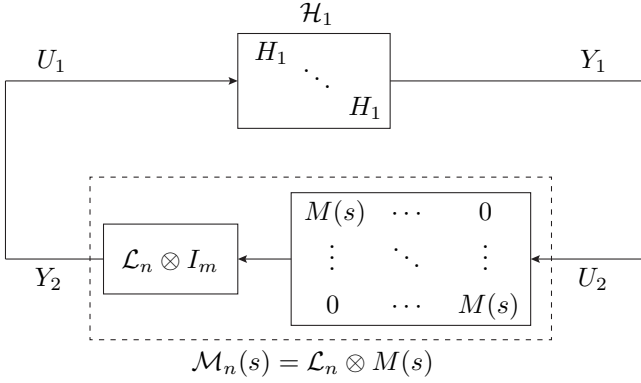 𝓗₁
U₁
H₁
⋱
H₁
Y₁
M(s) ⋯ 0
⋮ ⋱ ⋮
0 ⋯ M(s)
𝓛ₙ ⊗ Iₘ
Y₂
U₂
𝓜ₙ(s) = 𝓛ₙ ⊗ M(s)